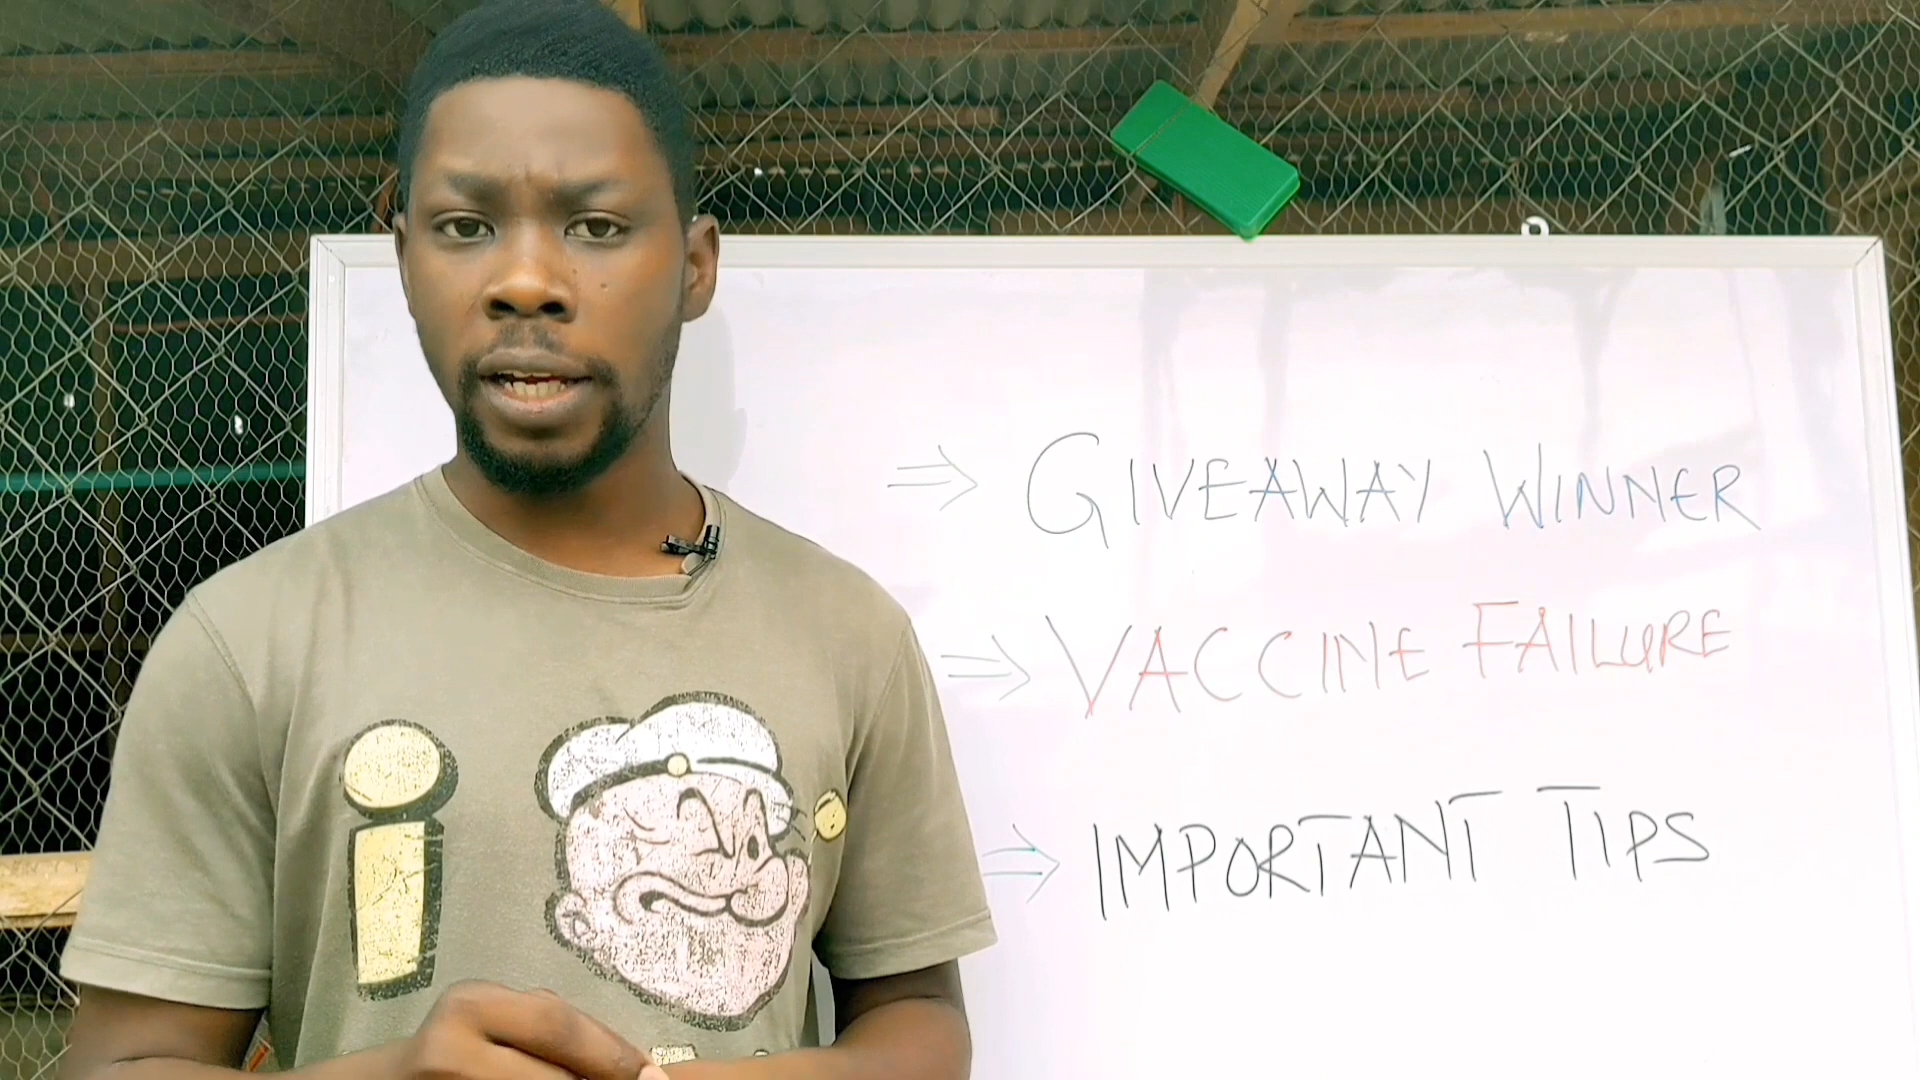 ⇒ GIVEAWAY WINNER
⇒ VACCINE FAILURE
⇒ IMPORTANT TIPS
i